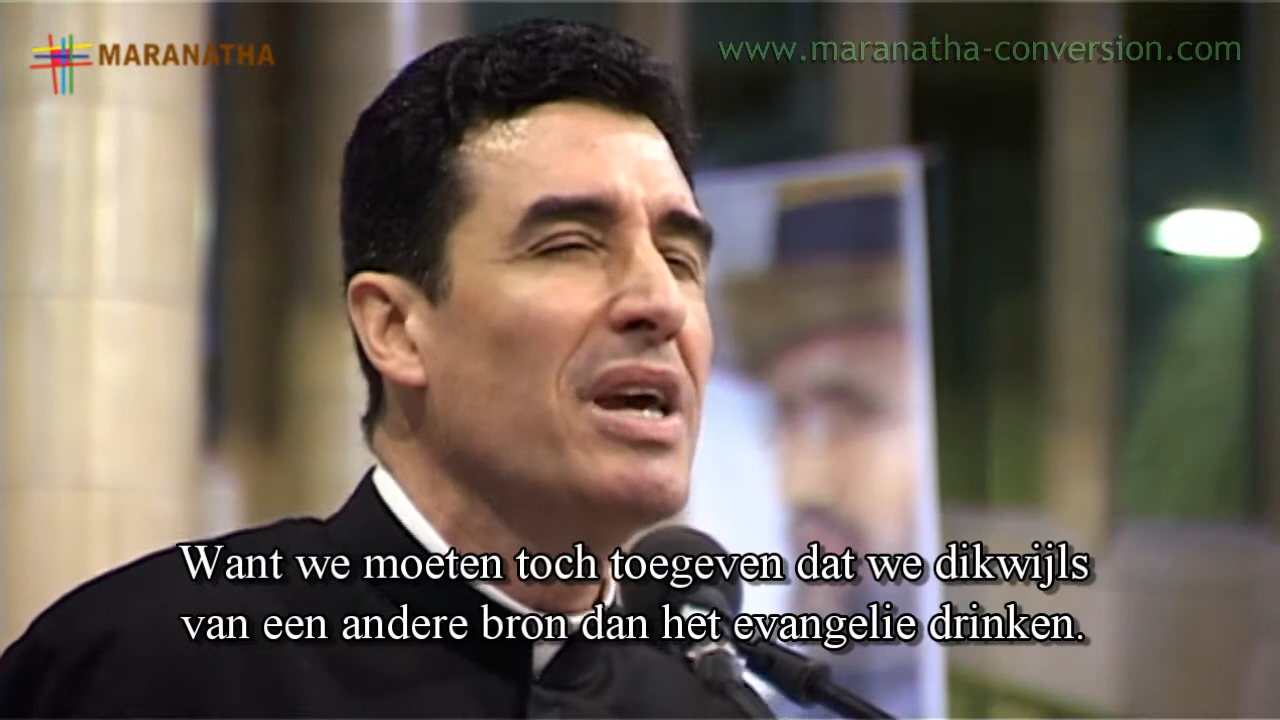 MARANATHA
www.maranatha-conversion.com
Want we moeten toch toegeven dat we dikwijls
van een andere bron dan het evangelie drinken.